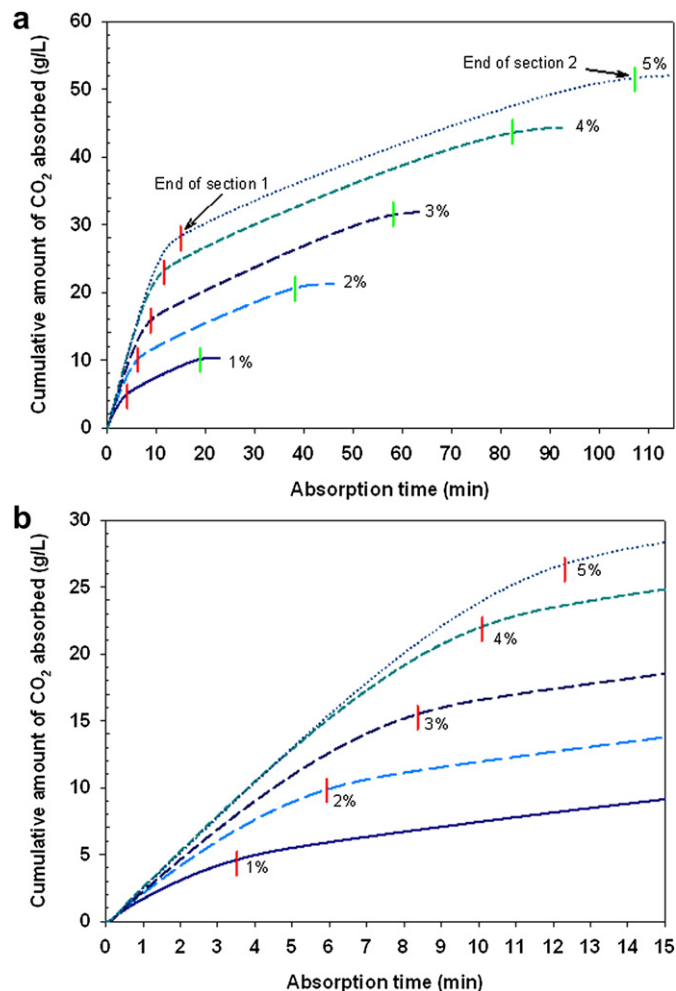 a
Cumulative amount of CO2 absorbed (g/L)
60
50
40
30
20
10
0
End of section 1
End of section 2
5%
4%
3%
2%
1%
0 10 20 30 40 50 60 70 80 90 100 110
Absorption time (min)
b
Cumulative amount of CO2 absorbed (g/L)
30
25
20
15
10
5
0
5%
4%
3%
2%
1%
0 1 2 3 4 5 6 7 8 9 10 11 12 13 14 15
Absorption time (min)